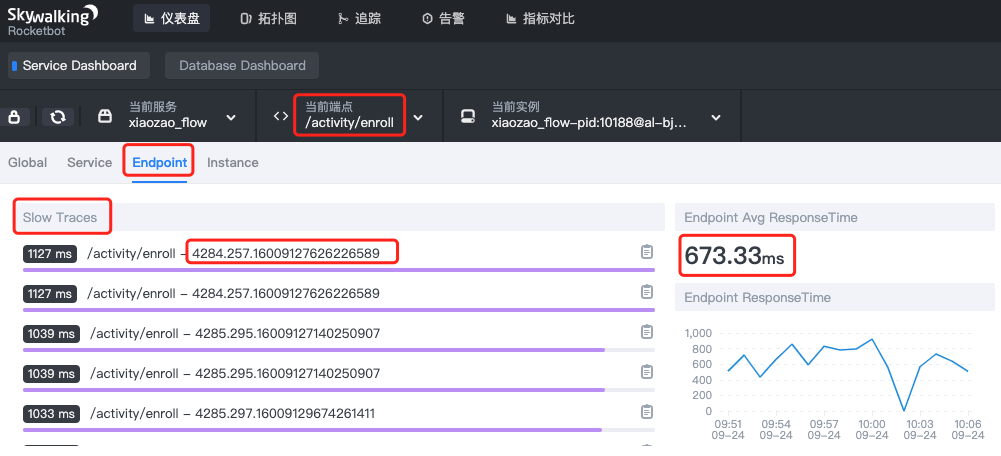 Skywalking
Rocketbot
仪表盘
拓扑图
追踪
告警
指标对比
Service Dashboard
Database Dashboard
当前服务
xiaozao_flow
当前端点
/activity/enroll
当前实例
xiaozao_flow-pid:10188@al-bj...
Global
Service
Endpoint
Instance
Slow Traces
1127 ms /activity/enroll - 4284.257.16009127626226589
1127 ms /activity/enroll - 4284.257.16009127626226589
1039 ms /activity/enroll - 4285.295.16009127140250907
1039 ms /activity/enroll - 4285.295.16009127140250907
1033 ms /activity/enroll - 4285.297.16009129674261411
Endpoint Avg ResponseTime
673.33ms
Endpoint ResponseTime
1,000
800
600
400
200
0
09:51
09-24
09:54
09-24
09:57
09-24
10:00
09-24
10:03
09-24
10:06
09-24